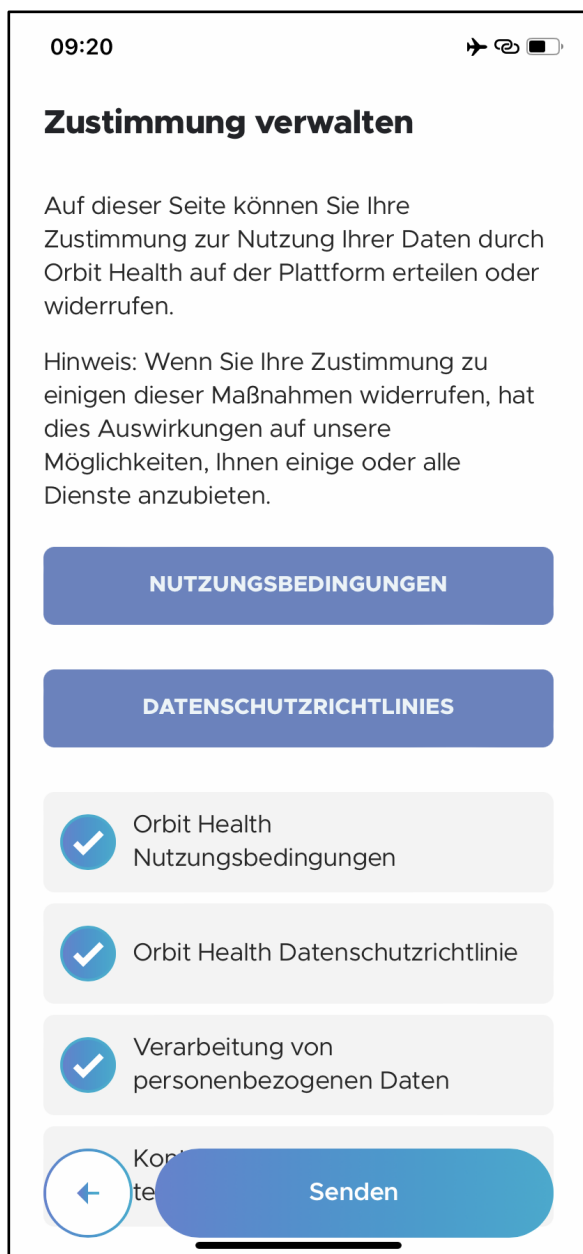 09:20
Zustimmung verwalten
Auf dieser Seite können Sie Ihre
Zustimmung zur Nutzung Ihrer Daten durch
Orbit Health auf der Plattform erteilen oder
widerrufen.
Hinweis: Wenn Sie Ihre Zustimmung zu
einigen dieser Maßnahmen widerrufen, hat
dies Auswirkungen auf unsere
Möglichkeiten, Ihnen einige oder alle
Dienste anzubieten.
NUTZUNGSBEDINGUNGEN
DATENSCHUTZRICHTLINIES
Orbit Health
Nutzungsbedingungen
Orbit Health Datenschutzrichtlinie
Verarbeitung von
personenbezogenen Daten
Senden